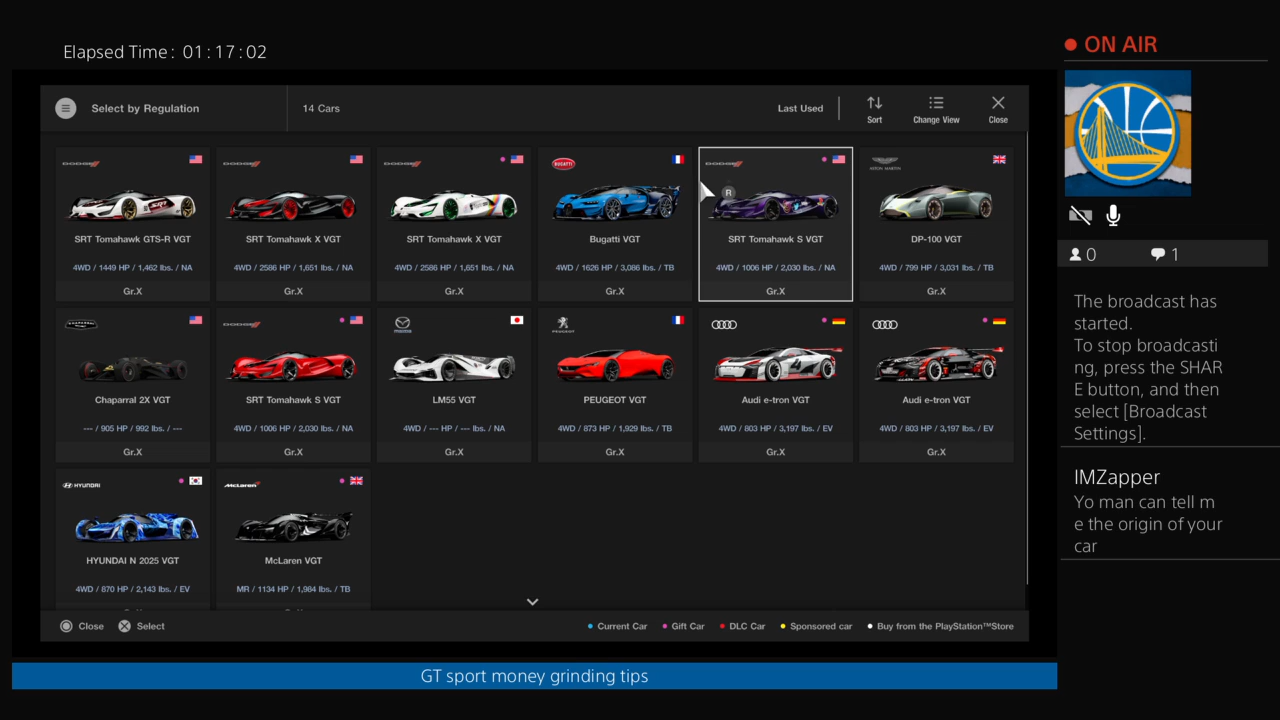 Elapsed Time: 01:17:02
ON AIR
Select by Regulation
14 Cars
Last Used
Sort
Change View
Close
BUGATTI
R
ASTON MARTIN
SRT Tomahawk GTS-R VGT
SRT Tomahawk X VGT
SRT Tomahawk X VGT
Bugatti VGT
SRT Tomahawk S VGT
DP-100 VGT
4WD / 1449 HP / 1,462 lbs. / NA
4WD / 2586 HP / 1,651 lbs. / NA
4WD / 2586 HP / 1,651 lbs. / NA
4WD / 1626 HP / 3,086 lbs. / TB
4WD / 1006 HP / 2,030 lbs. / NA
4WD / 799 HP / 3,031 lbs. / TB
Gr.X
Gr.X
Gr.X
Gr.X
Gr.X
Gr.X
mazda
PEUGEOT
Chaparral 2X VGT
SRT Tomahawk S VGT
LM55 VGT
PEUGEOT VGT
Audi e-tron VGT
Audi e-tron VGT
--- / 905 HP / 992 lbs. / ---
4WD / 1006 HP / 2,030 lbs. / NA
4WD / --- HP / --- lbs. / NA
4WD / 873 HP / 1,929 lbs. / TB
4WD / 803 HP / 3,197 lbs. / EV
4WD / 803 HP / 3,197 lbs. / EV
Gr.X
Gr.X
Gr.X
Gr.X
Gr.X
Gr.X
HYUNDAI
McLaren
HYUNDAI N 2025 VGT
McLaren VGT
4WD / 870 HP / 2,143 lbs. / EV
MR / 1134 HP / 1,984 lbs. / TB
Close
Select
Current Car
Gift Car
DLC Car
Sponsored car
Buy from the PlayStation™Store
GT sport money grinding tips
0
1
The broadcast has
started.
To stop broadcasti
ng, press the SHAR
E button, and then
select [Broadcast
Settings].
IMZapper
Yo man can tell m
e the origin of your
car